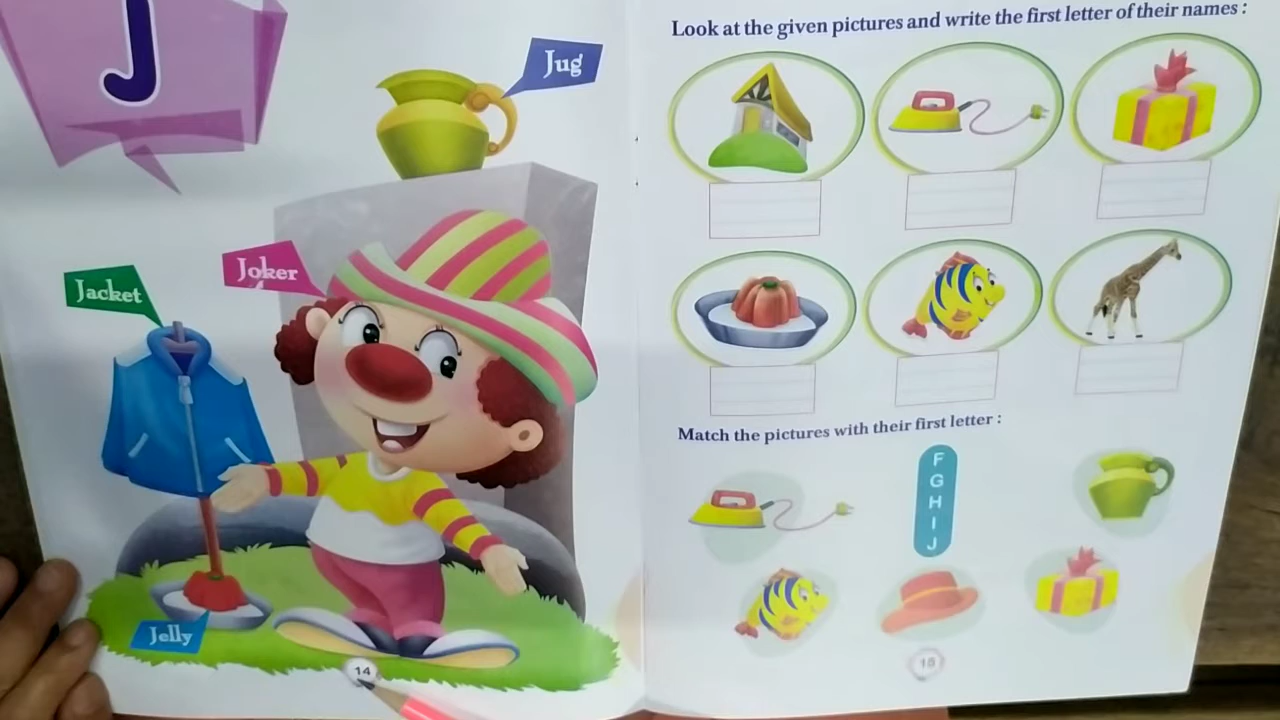 J
Jug
Joker
Jacket
Jelly
14
Look at the given pictures and write the first letter of their names :
Match the pictures with their first letter :
F
G
H
I
J
15